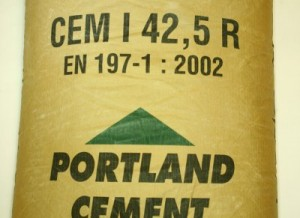 CEM I 42,5 R
EN 197-1 : 2002
PORTLAND
CEMENT